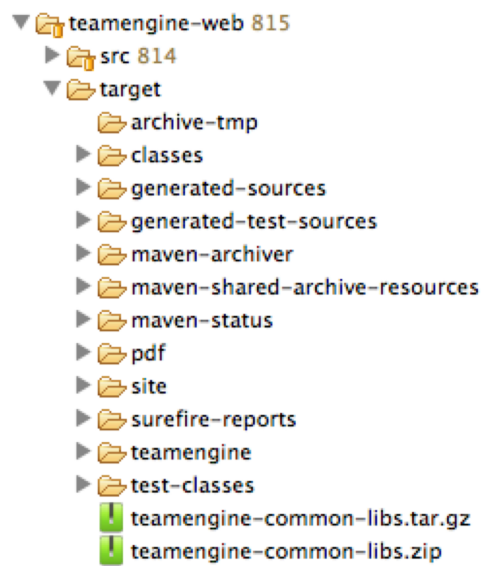 teamengine-web 815
src 814
target
archive-tmp
classes
generated-sources
generated-test-sources
maven-archiver
maven-shared-archive-resources
maven-status
pdf
site
surefire-reports
teamengine
test-classes
teamengine-common-libs.tar.gz
teamengine-common-libs.zip